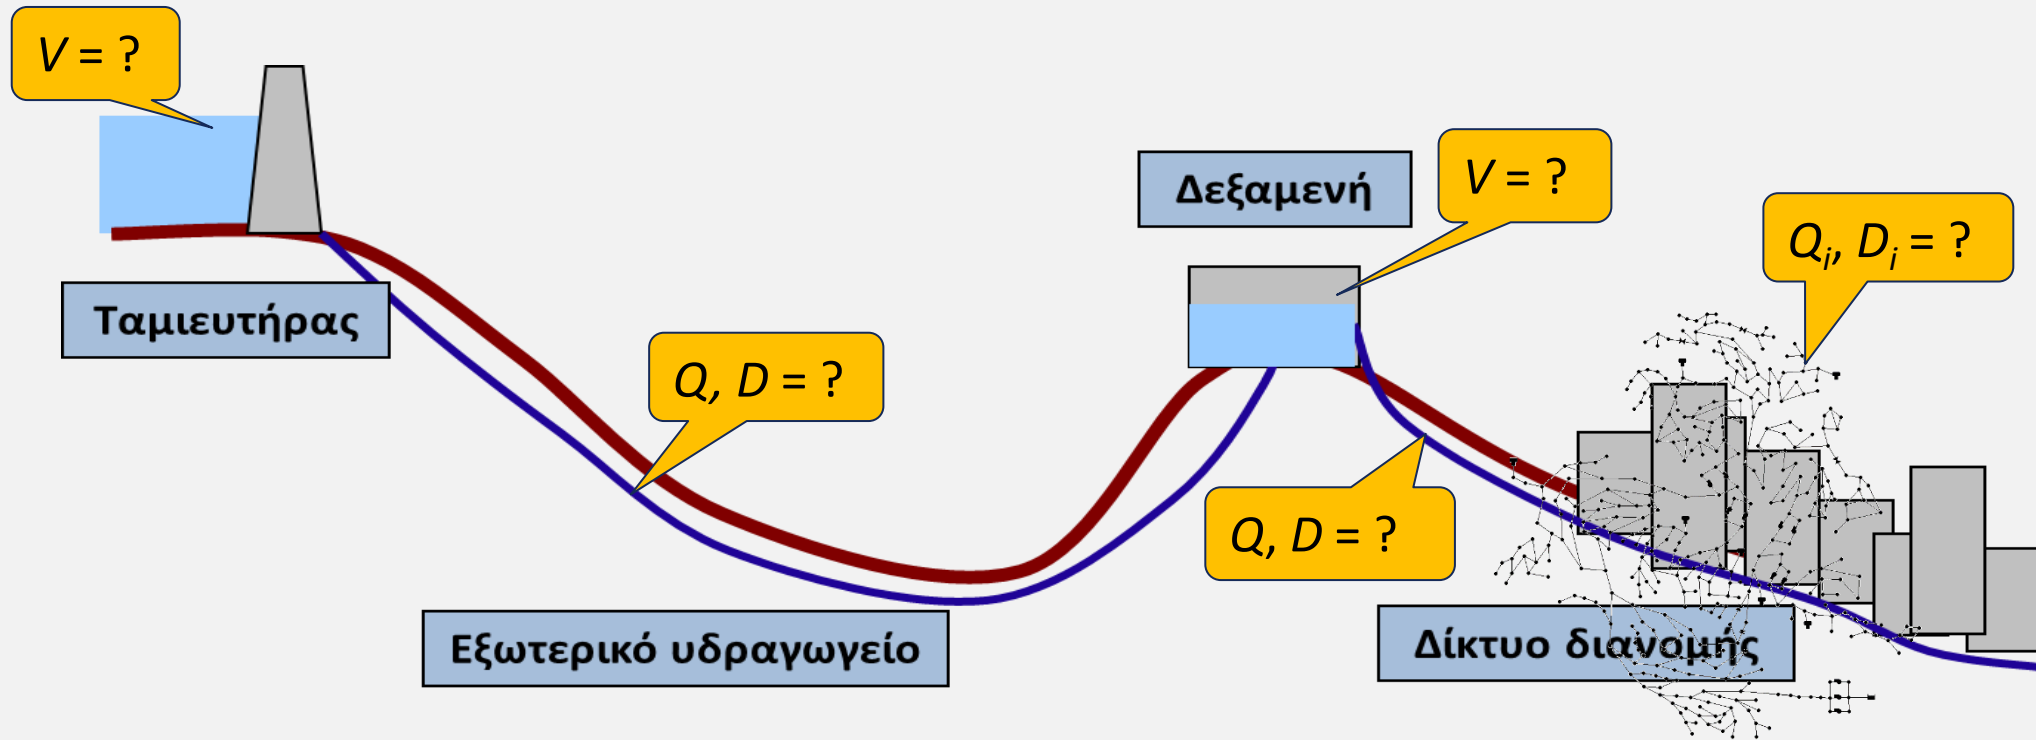 V = ?
Ταμιευτήρας
Q, D = ?
Εξωτερικό υδραγωγείο
Δεξαμενή
V = ?
Q, D = ?
Qi, Di = ?
Δίκτυο διανομής